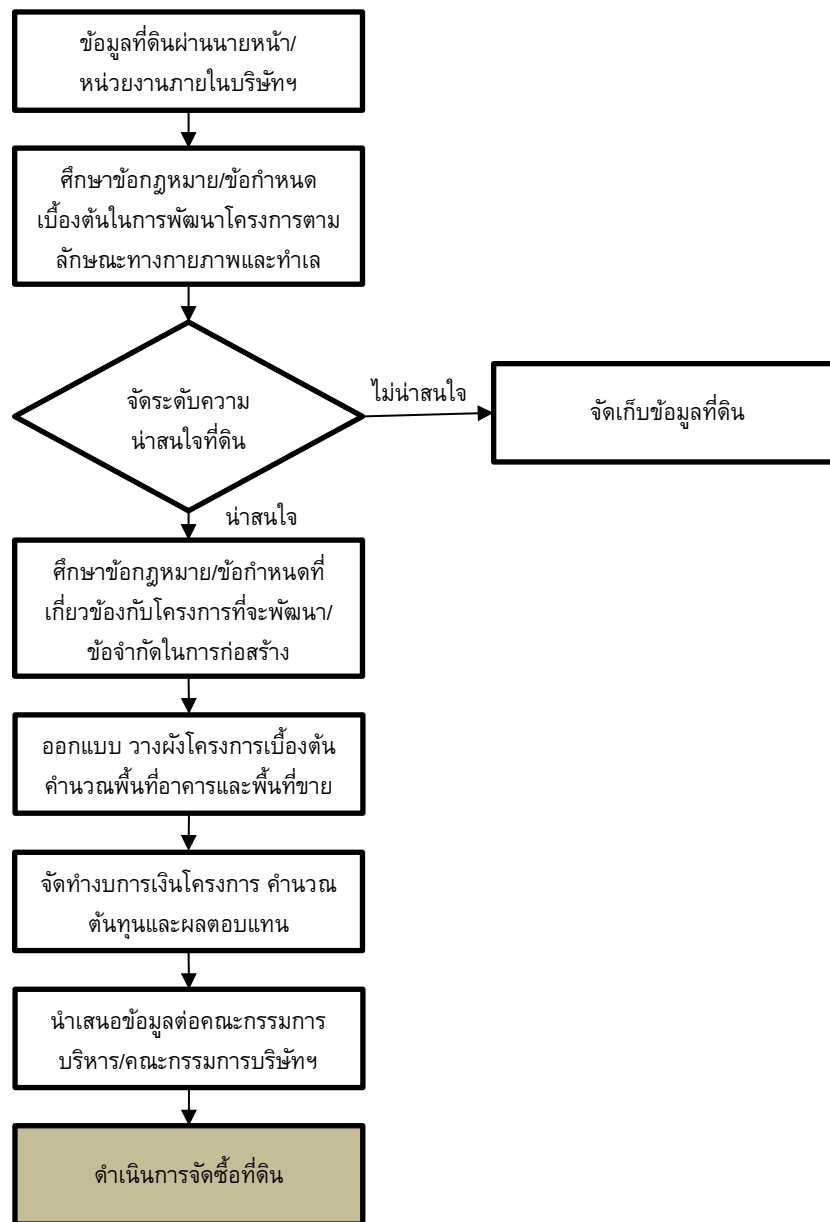 ข้อมูลที่ดินผ่านนายหน้า/
หน่วยงานภายในบริษัทฯ
ศึกษาข้อกฎหมาย/ข้อกำหนด
เบื้องต้นในการพัฒนาโครงการตาม
ลักษณะทางกายภาพและทำเล
จัดระดับความ
น่าสนใจที่ดิน
ไม่น่าสนใจ
จัดเก็บข้อมูลที่ดิน
น่าสนใจ
ศึกษาข้อกฎหมาย/ข้อกำหนดที่
เกี่ยวข้องกับโครงการที่จะพัฒนา/
ข้อจำกัดในการก่อสร้าง
ออกแบบ วางผังโครงการเบื้องต้น
คำนวณพื้นที่อาคารและพื้นที่ขาย
จัดทำงบการเงินโครงการ คำนวณ
ต้นทุนและผลตอบแทน
นำเสนอข้อมูลต่อคณะกรรมการ
บริหาร/คณะกรรมการบริษัทฯ
ดำเนินการจัดซื้อที่ดิน